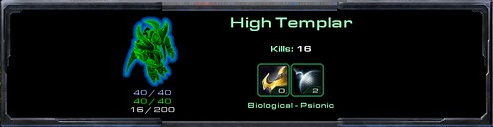 High Templar
Kills: 16
0 2
40 / 40
40 / 40
16 / 200
Biological - Psionic